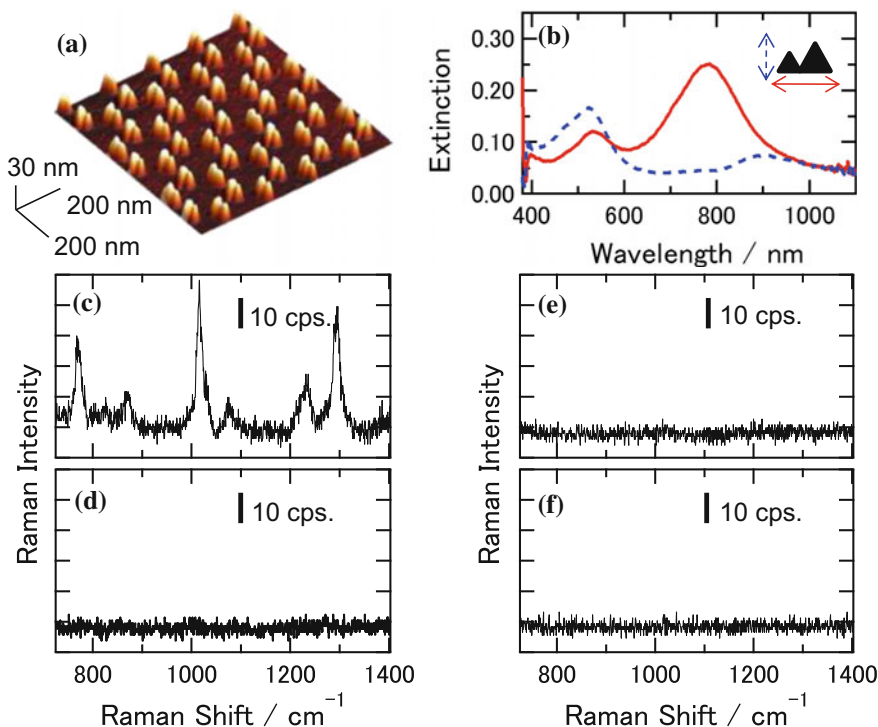 (a)
30 nm
200 nm
200 nm
(b)
Extinction
0.30
0.20
0.10
0.00
400 600 800 1000
Wavelength / nm
(c)
10 cps.
(d)
10 cps.
Raman Intensity
800 1000 1200 1400
Raman Shift / cm⁻¹
(e)
10 cps.
(f)
10 cps.
Raman Intensity
800 1000 1200 1400
Raman Shift / cm⁻¹